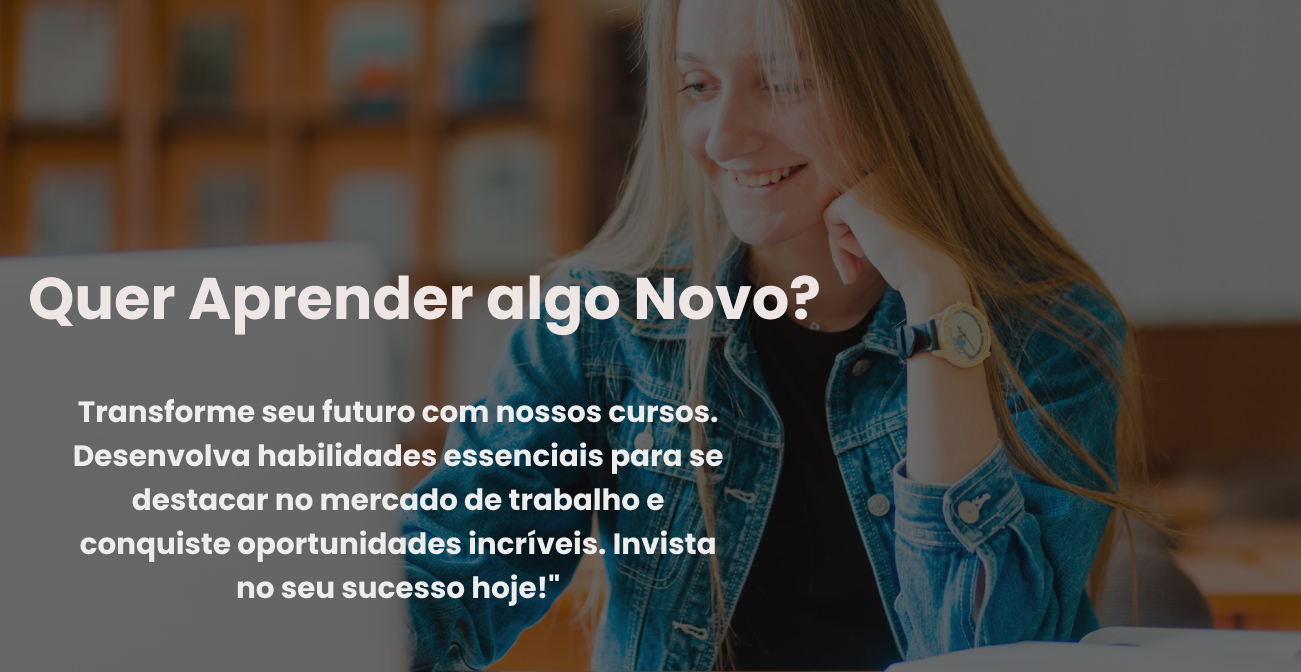 Quer Aprender algo Novo?
Transforme seu futuro com nossos cursos.
Desenvolva habilidades essenciais para se
destacar no mercado de trabalho e
conquiste oportunidades incríveis. Invista
no seu sucesso hoje!"